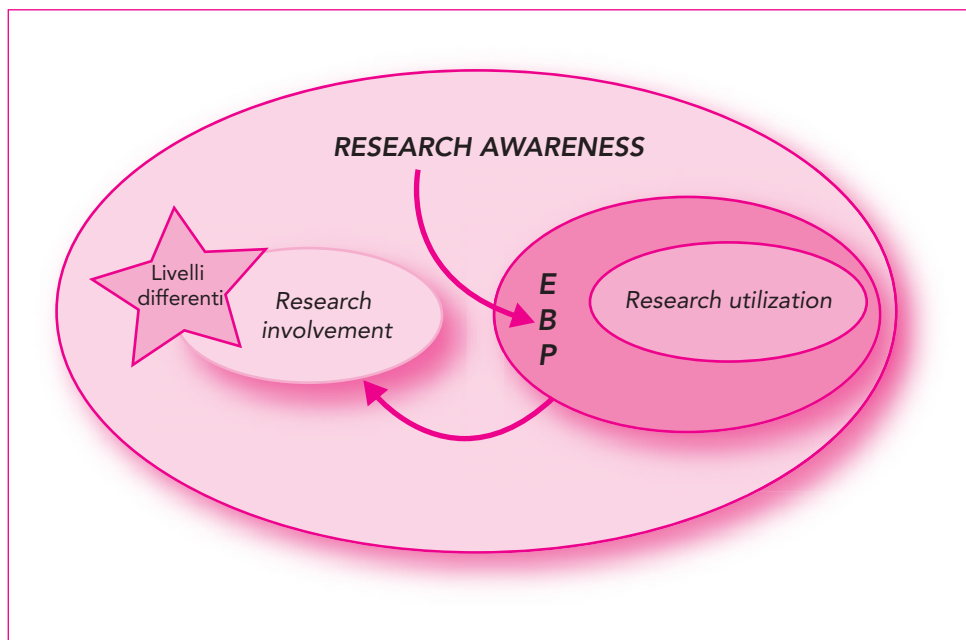 RESEARCH AWARENESS
Livelli
differenti
Research
involvement
E
B
P
Research utilization